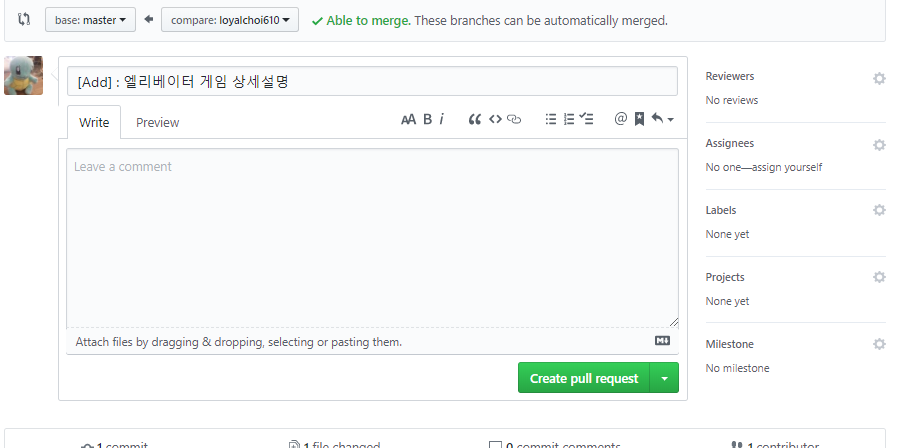 base: master compare: loyalchoi610 Able to merge. These branches can be automatically merged.
[Add] : 엘리베이터 게임 상세설명
Write Preview AA B i @
Leave a comment
Attach files by dragging & dropping, selecting or pasting them.
Create pull request
Reviewers
No reviews
Assignees
No one—assign yourself
Labels
None yet
Projects
None yet
Milestone
No milestone
1 commit 1 file changed 0 commit comments 1 contributor